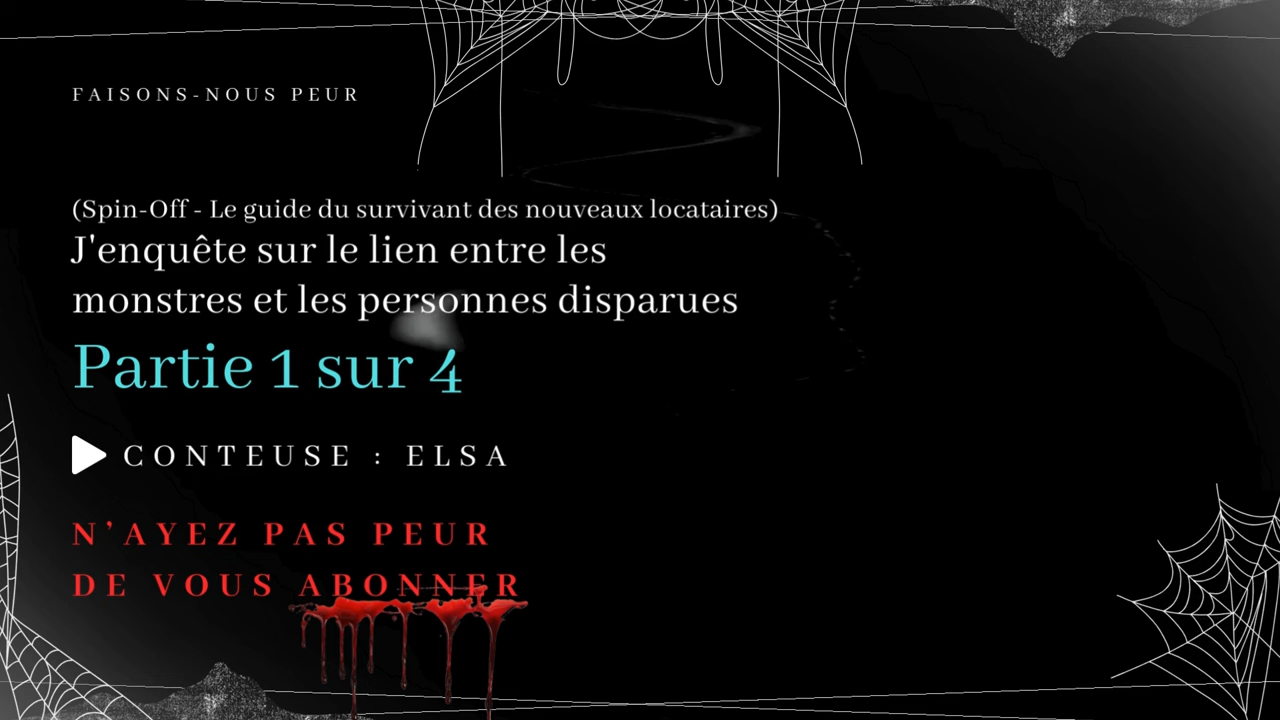 FAISONS-NOUS PEUR
(Spin-Off - Le guide du survivant des nouveaux locataires)
J'enquête sur le lien entre les
monstres et les personnes disparues
Partie 1 sur 4
CONTEUSE : ELSA
N'AYEZ PAS PEUR
DE VOUS ABONNER